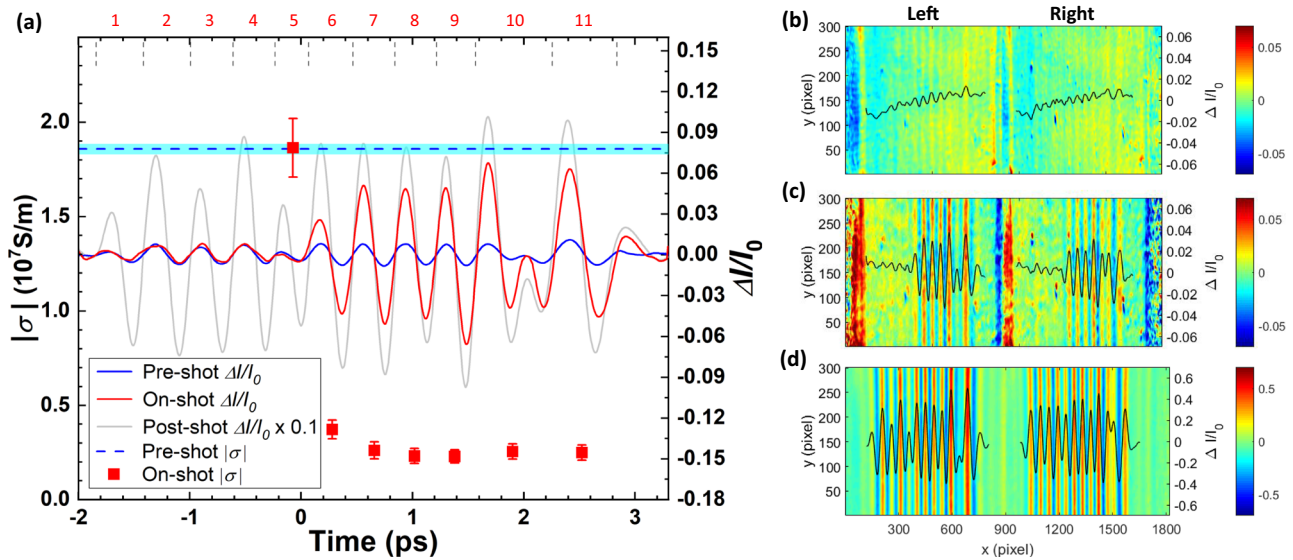 (a)
1 2 3 4 5 6 7 8 9 10 11
|σ| (10⁷S/m)
2.0
1.5
1.0
0.5
0.0
0.15
0.12
0.09
0.06
0.03
0.00
-0.03
-0.06
-0.09
-0.12
-0.15
-0.18
ΔI/I₀
Pre-shot ΔI/I₀
On-shot ΔI/I₀
Post-shot ΔI/I₀ x 0.1
Pre-shot |σ|
On-shot |σ|
-2 -1 0 1 2 3
Time (ps)
Left Right
(b)
y (pixel)
300
250
200
150
100
50
0.06
0.04
0.02
0
-0.02
-0.04
-0.06
Δ I/I₀
0.05
0
-0.05
(c)
y (pixel)
300
250
200
150
100
50
0.06
0.04
0.02
0
-0.02
-0.04
-0.06
Δ I/I₀
0.05
0
-0.05
(d)
y (pixel)
300
250
200
150
100
50
0.6
0.4
0.2
0
-0.2
-0.4
-0.6
Δ I/I₀
0.5
0
-0.5
300 600 900 1200 1500 1800
x (pixel)